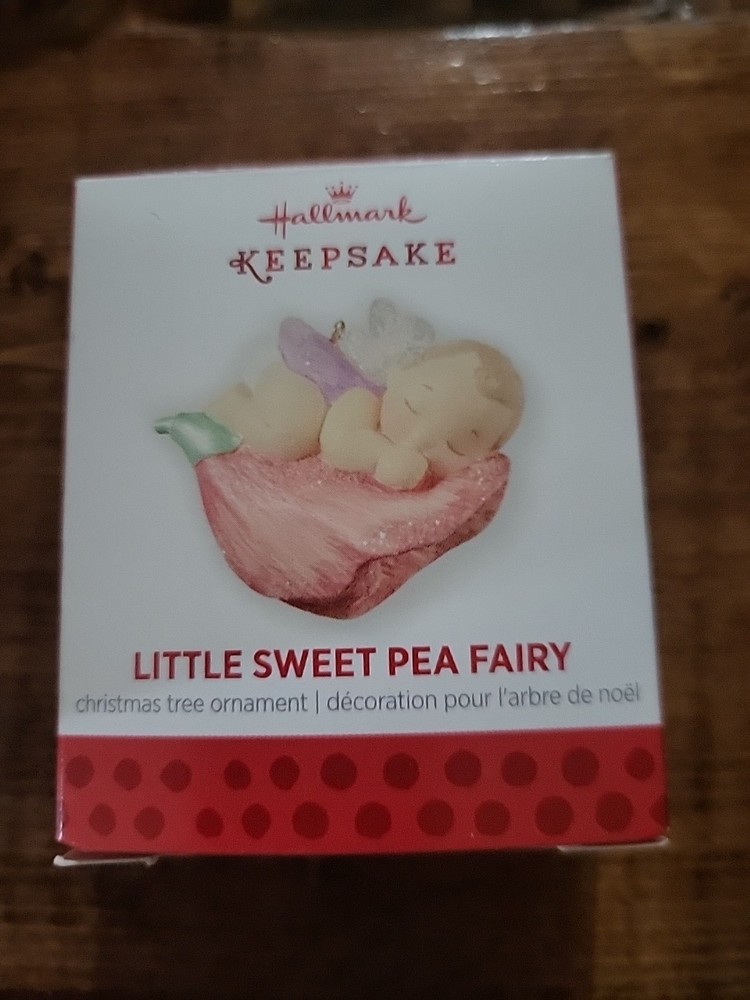 Hallmark
KEEPSAKE
LITTLE SWEET PEA FAIRY
christmas tree ornament | décoration pour l'arbre de noël